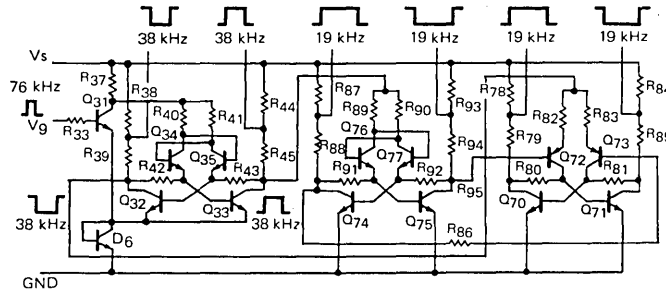 38 kHz 38 kHz 19 kHz 19 kHz 19 kHz 19 kHz
Vs
R37 R38 R87 R93 R78 R84
76 kHz Q31 R40 R41 R44 R89 R90 R82 R83
V9 R33 Q34 Q76 R79 Q73
R39 Q35 R45 R88 Q77 R94 Q72 R85
R42 R43 R91 R92 R80 R81
Q32 Q33 R95 Q70 Q71
Q74 Q75
38 kHz D6 38 kHz R86
GND